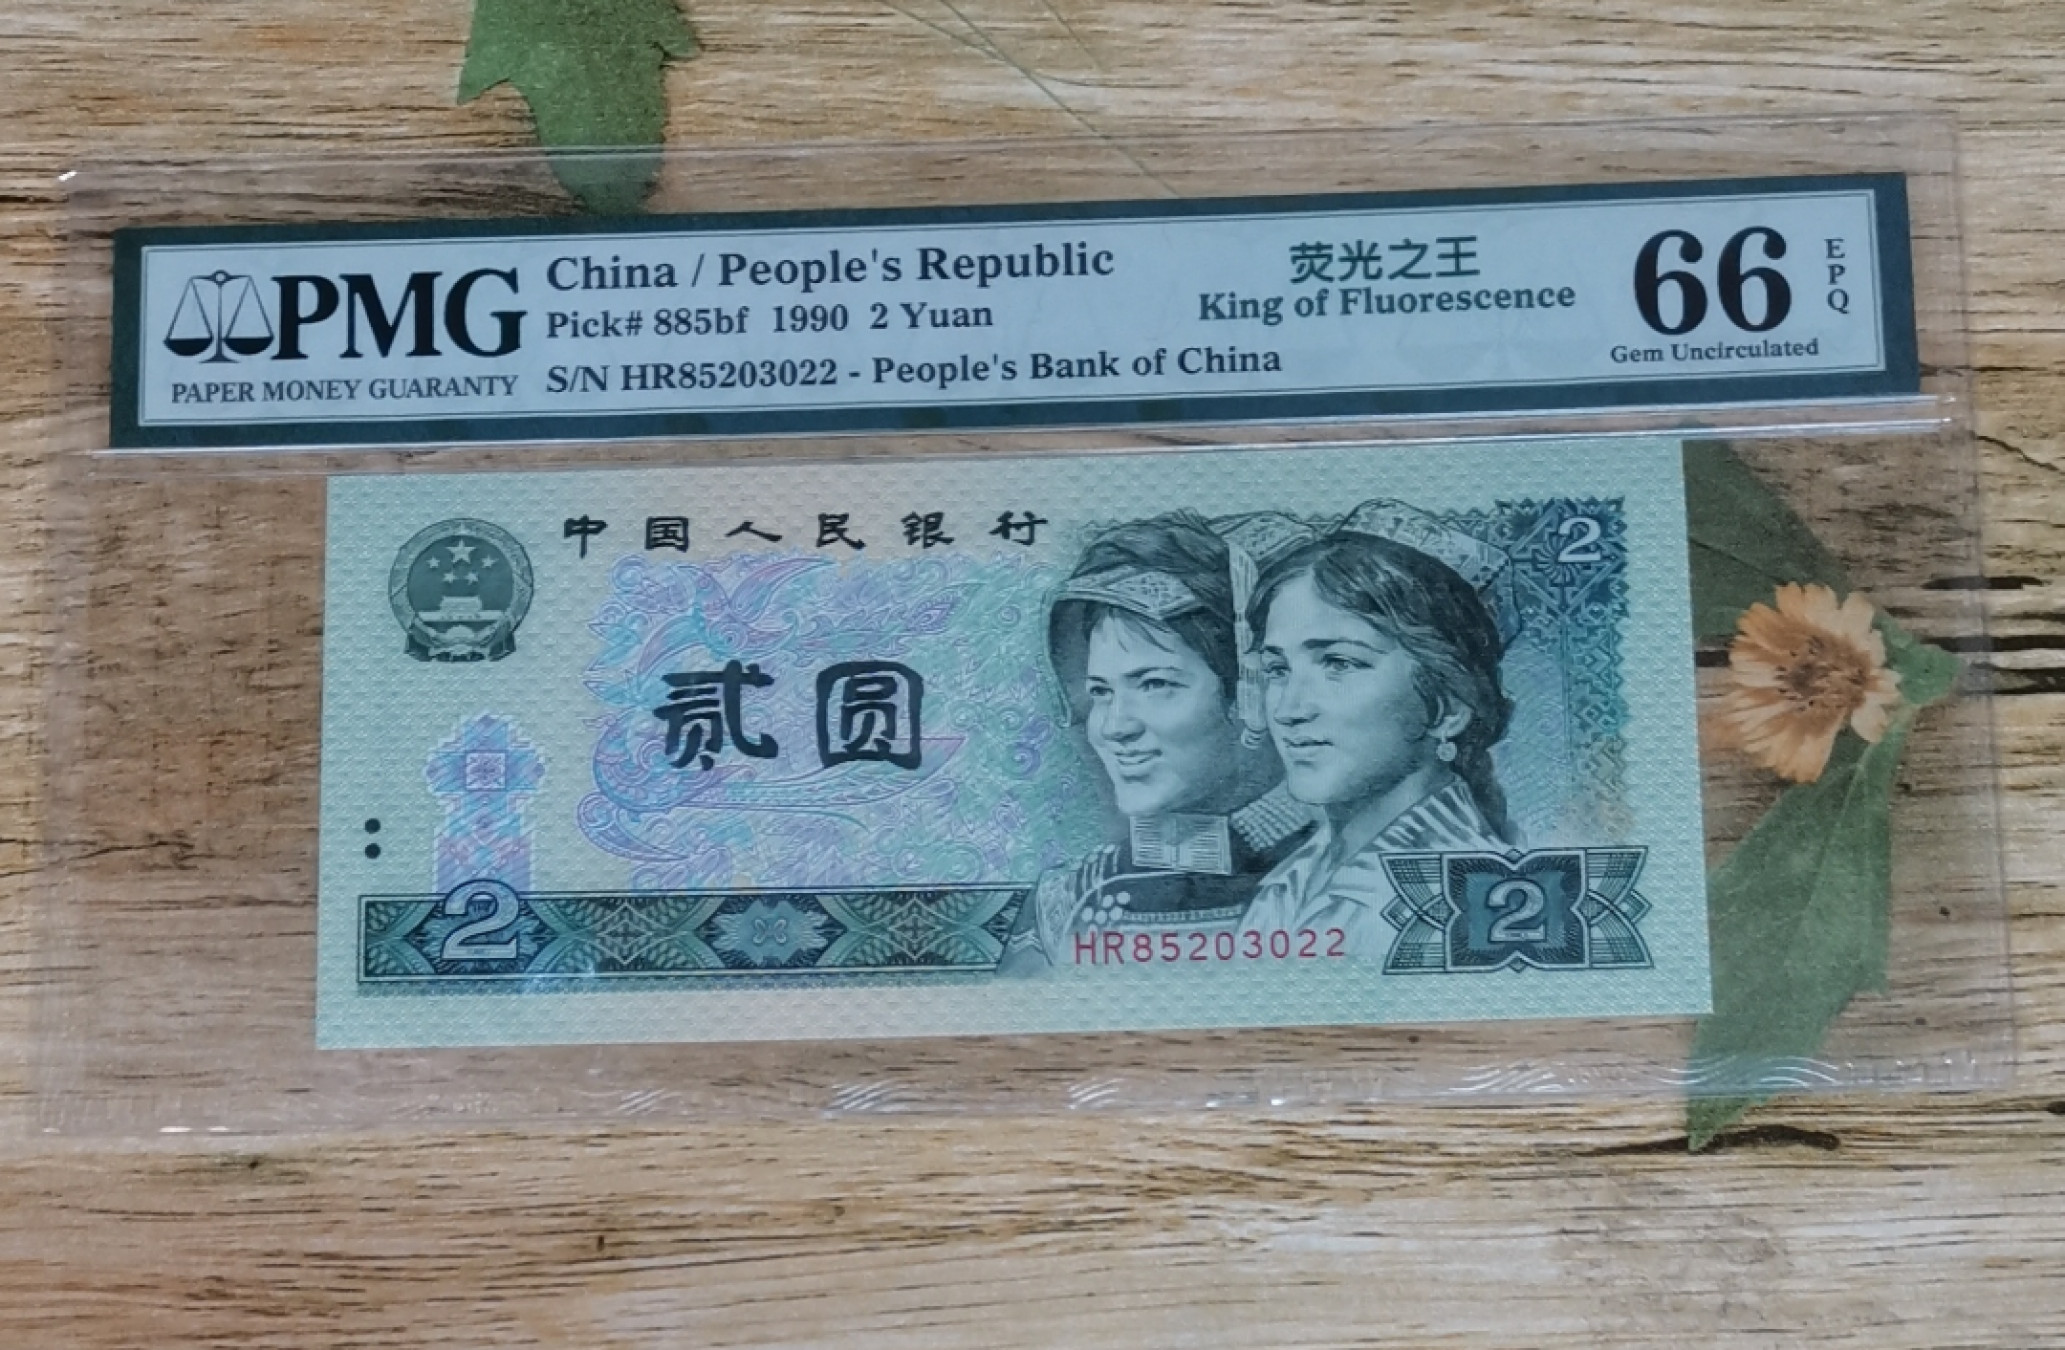 PMG
PAPER MONEY GUARANTY
China / People's Republic
Pick# 885bf 1990 2 Yuan
S/N HR85203022 - People's Bank of China
荧光之王
King of Fluorescence
66
EPQ
Gem Uncirculated
中国人民银行
2
贰圆
2
HR85203022
2